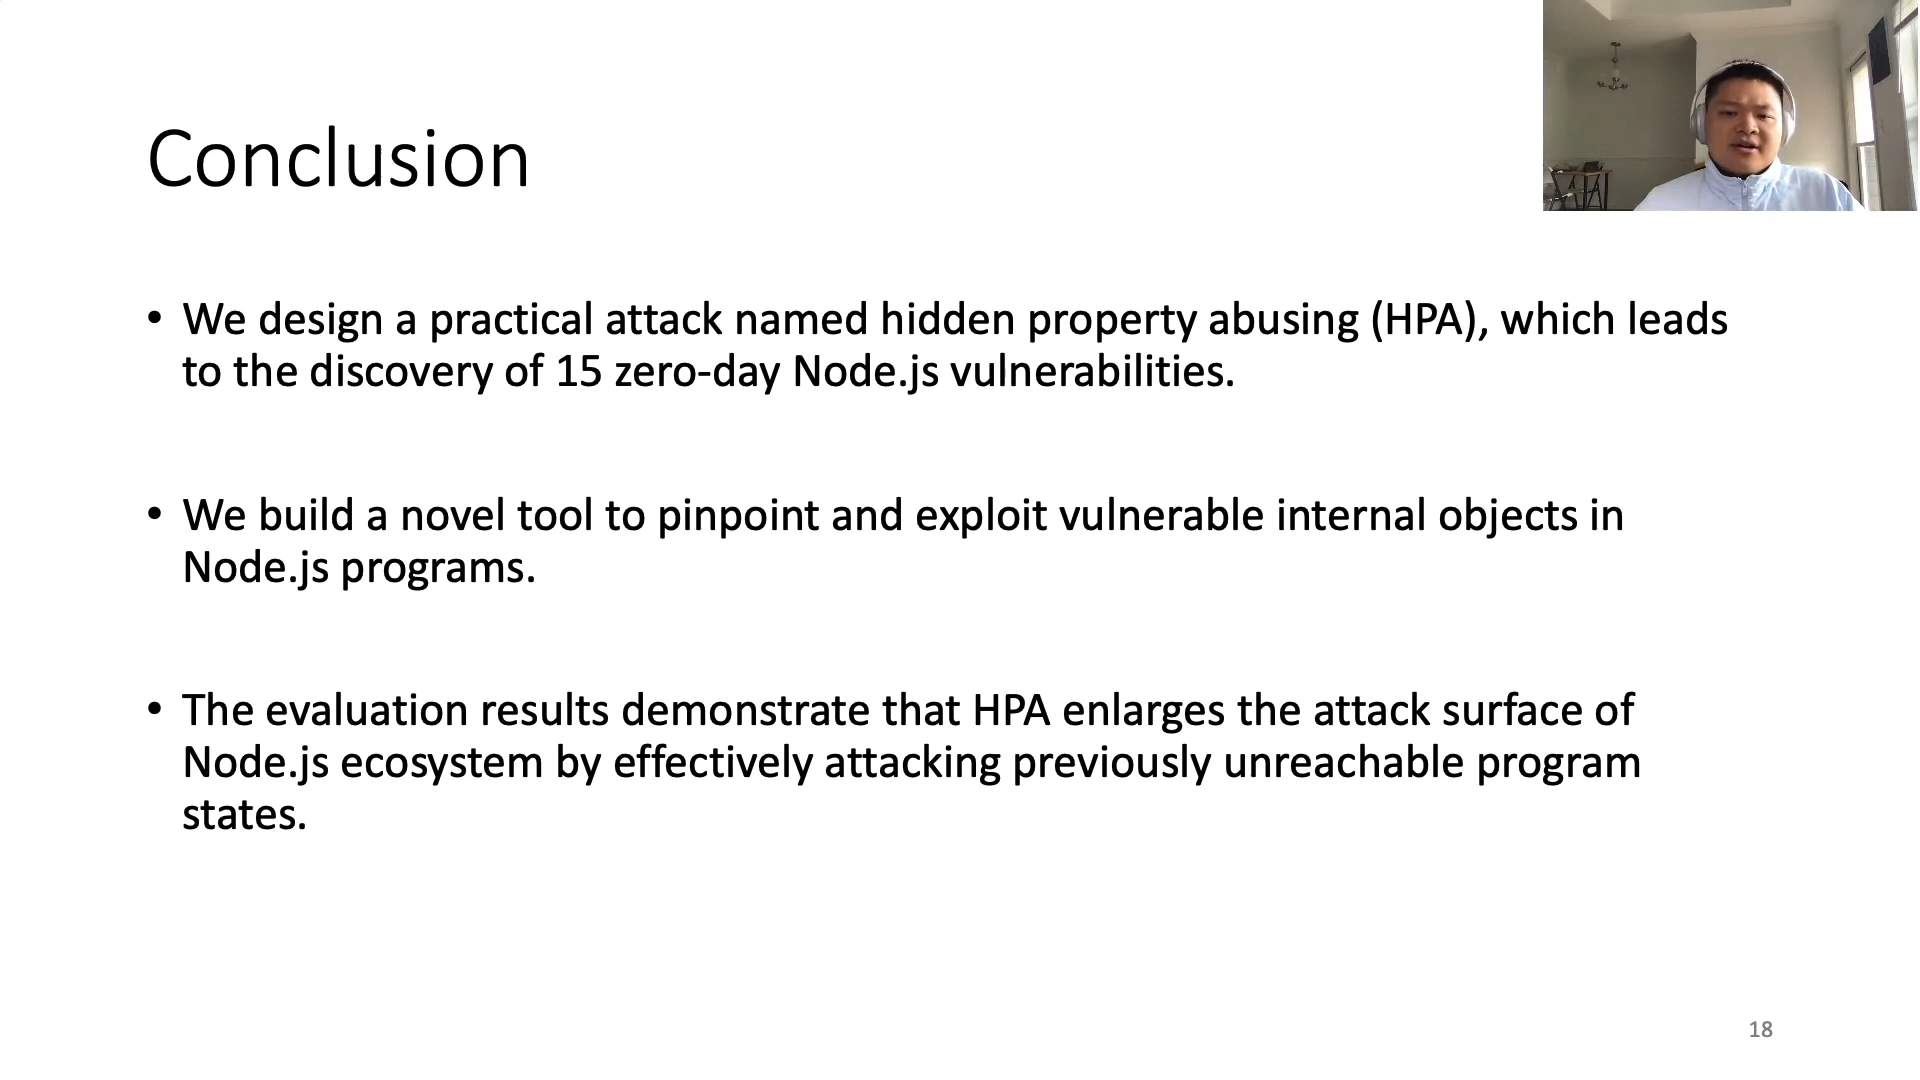 Conclusion
• We design a practical attack named hidden property abusing (HPA), which leads
to the discovery of 15 zero-day Node.js vulnerabilities.
• We build a novel tool to pinpoint and exploit vulnerable internal objects in
Node.js programs.
• The evaluation results demonstrate that HPA enlarges the attack surface of
Node.js ecosystem by effectively attacking previously unreachable program
states.
18